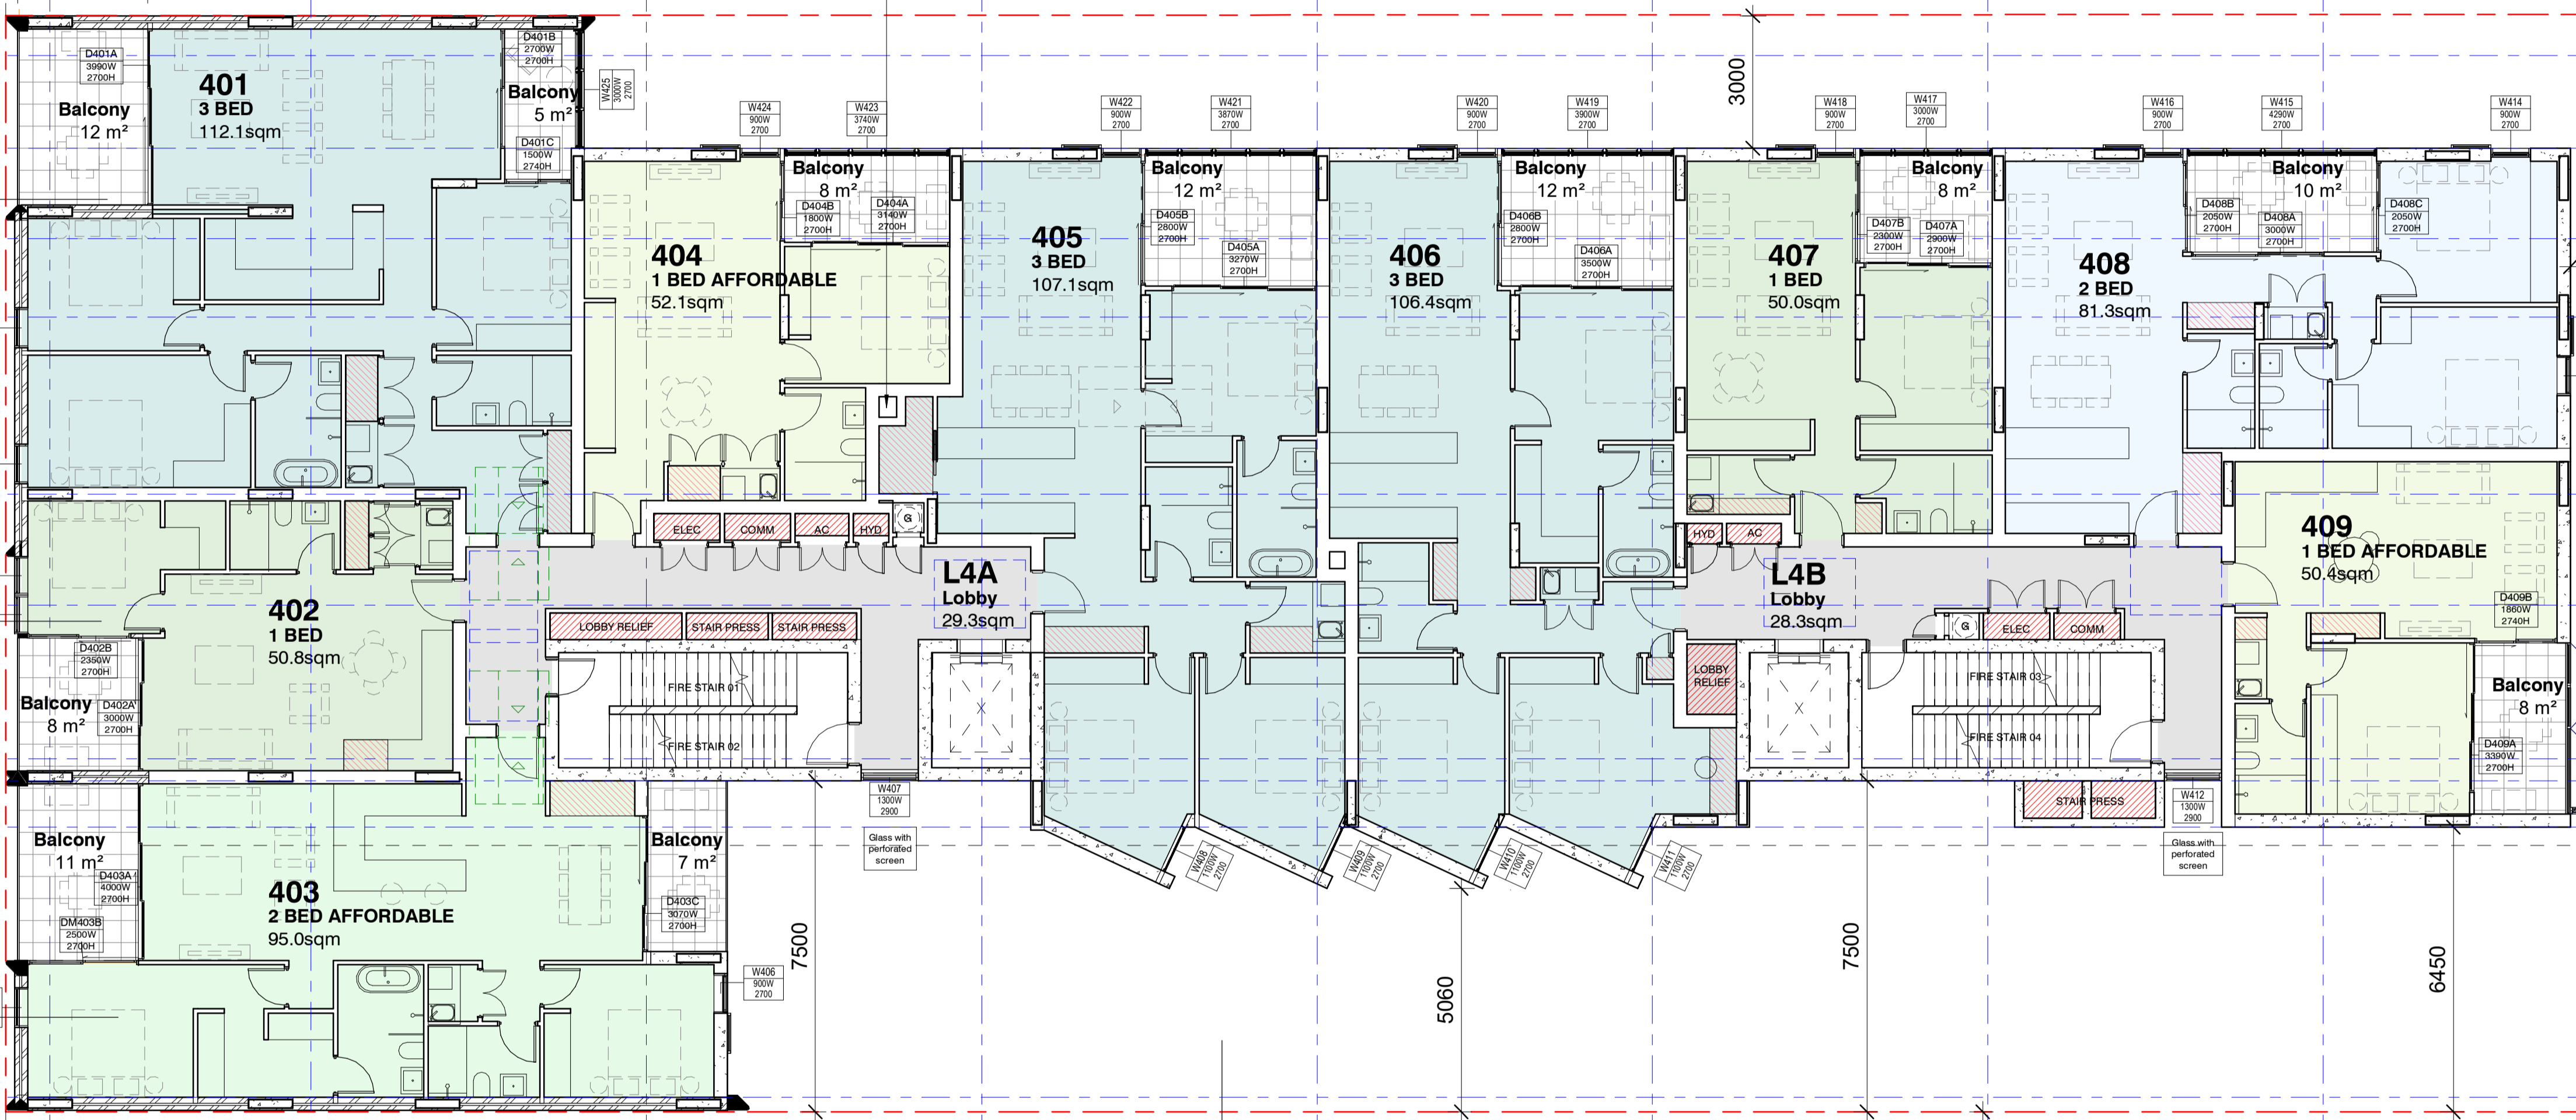 401
3 BED
112.1sqm
Balcony
12 m²
D401A
3990W
2700H
D401B
2700W
2700H
Balcony
5 m²
D401C
1500W
2740H
W425
3000W
2700
W424
900W
2700
W423
3740W
2700
W422
900W
2700
W421
3870W
2700
W420
900W
2700
W419
3900W
2700
3000
W418
900W
2700
W417
3000W
2700
W416
900W
2700
W415
4290W
2700
W414
900W
2700
404
1 BED AFFORDABLE
52.1sqm
Balcony
8 m²
D404B
1800W
2700H
D404A
3140W
2700H
405
3 BED
107.1sqm
Balcony
12 m²
D405B
2800W
2700H
D405A
3270W
2700H
406
3 BED
106.4sqm
Balcony
12 m²
D406B
2800W
2700H
D406A
3500W
2700H
407
1 BED
50.0sqm
Balcony
8 m²
D407B
2300W
2700H
D407A
2900W
2700H
408
2 BED
81.3sqm
Balcony
10 m²
D408B
2050W
2700H
D408A
3000W
2700H
D408C
2050W
2700H
402
1 BED
50.8sqm
D402B
2350W
2700H
Balcony
8 m²
D402A
3000W
2700H
ELEC
COMM
AC
HYD
G
L4A
Lobby
29.3sqm
LOBBY RELIEF
STAIR PRESS
STAIR PRESS
FIRE STAIR 01
FIRE STAIR 02
HYD
AC
L4B
Lobby
28.3sqm
G
ELEC
COMM
LOBBY
RELIEF
FIRE STAIR 03
FIRE STAIR 04
STAIR PRESS
409
1 BED AFFORDABLE
50.4sqm
D409B
1860W
2740H
Balcony
8 m²
D409A
3390W
2700H
403
2 BED AFFORDABLE
95.0sqm
Balcony
11 m²
D403A
4000W
2700H
DM403B
2500W
2700H
Balcony
7 m²
D403C
3070W
2700H
W406
900W
2700
7500
W407
1300W
2900
Glass with
perforated
screen
W408
1100W
2700
W409
1100W
2700
W410
1100W
2700
W411
1100W
2700
5060
7500
W412
1300W
2900
Glass with
perforated
screen
6450